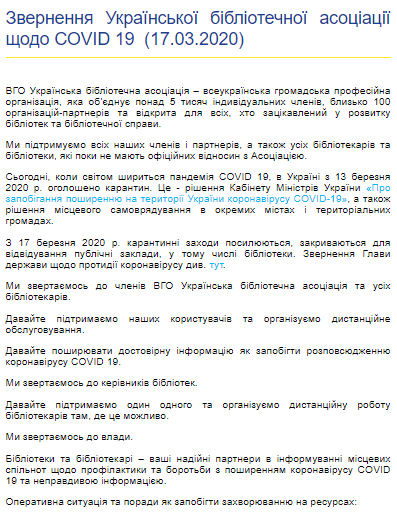 Звернення Української бібліотечної асоціації
щодо COVID 19 (17.03.2020)
ВГО Українська бібліотечна асоціація – всеукраїнська громадська професійна
організація, яка об'єднує понад 5 тисяч індивідуальних членів, близько 100
організацій-партнерів та відкрита для всіх, хто зацікавлений у розвитку
бібліотек та бібліотечної справи.
Ми підтримуємо всіх наших членів і партнерів, а також усіх бібліотекарів та
бібліотеки, які поки не мають офіційних відносин з Асоціацією.
Сьогодні, коли світом шириться пандемія COVID 19, в Україні з 13 березня
2020 р. оголошено карантин. Це - рішення Кабінету Міністрів України «Про
запобігання поширенню на території України коронавірусу COVID-19», а також
рішення місцевого самоврядування в окремих містах і територіальних
громадах.
З 17 березня 2020 р. карантинні заходи посилюються, закриваються для
відвідування публічні заклади, у тому числі бібліотеки. Звернення Глави
держави щодо протидії коронавірусу див. тут.
Ми звертаємось до членів ВГО Українська бібліотечна асоціація та усіх
бібліотекарів.
Давайте підтримаємо наших користувачів та організуємо дистанційне
обслуговування.
Давайте поширювати достовірну інформацію як запобігти розповсюдженню
коронавірусу COVID 19.
Ми звертаємось до керівників бібліотек.
Давайте підтримаємо один одного та організуємо дистанційну роботу
бібліотекарів там, де це можливо.
Ми звертаємось до влади.
Бібліотеки та бібліотекарі – ваші надійні партнери в інформуванні місцевих
спільнот щодо профілактики та боротьби з поширенням коронавірусу COVID
19 та неправдивою інформацією.
Оперативна ситуація та поради як запобігти захворюванню на ресурсах: